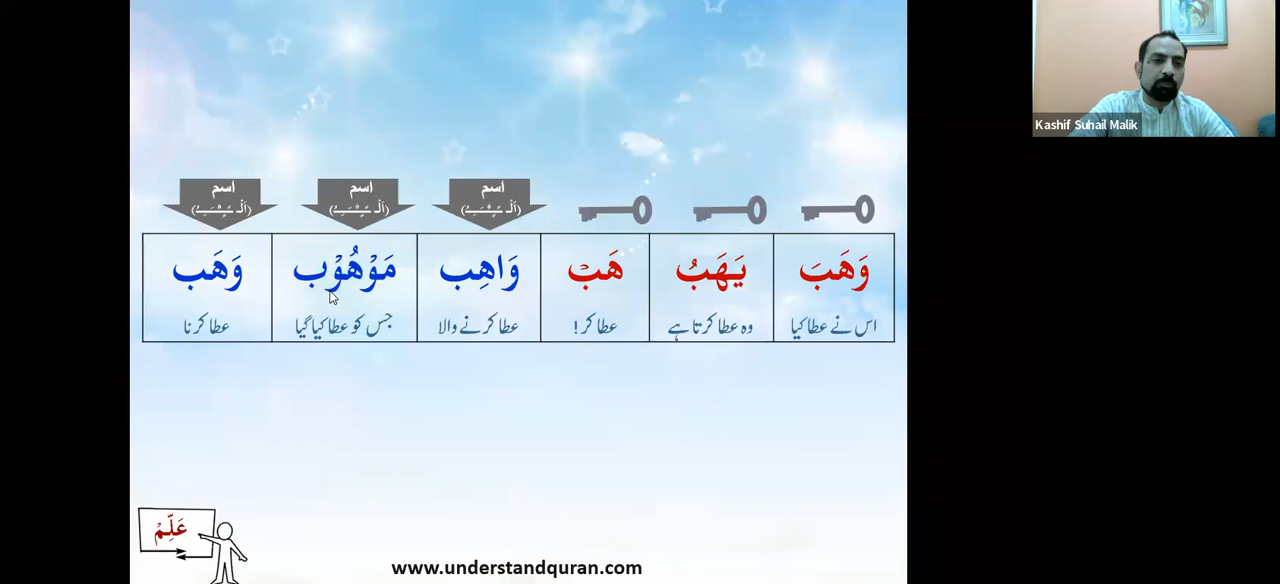 Kashif Suhail Malik
اسم اسم اسم
وَهَبَ يَهَبُ هَبْ وَاهِب مَوْهُوْب وَهَب
اس نے عطا کیا وہ عطا کرتا ہے عطا کر! عطا کرنے والا جس کو عطا کیا گیا عطا کرنا
عَلِّمْ
www.understandquran.com